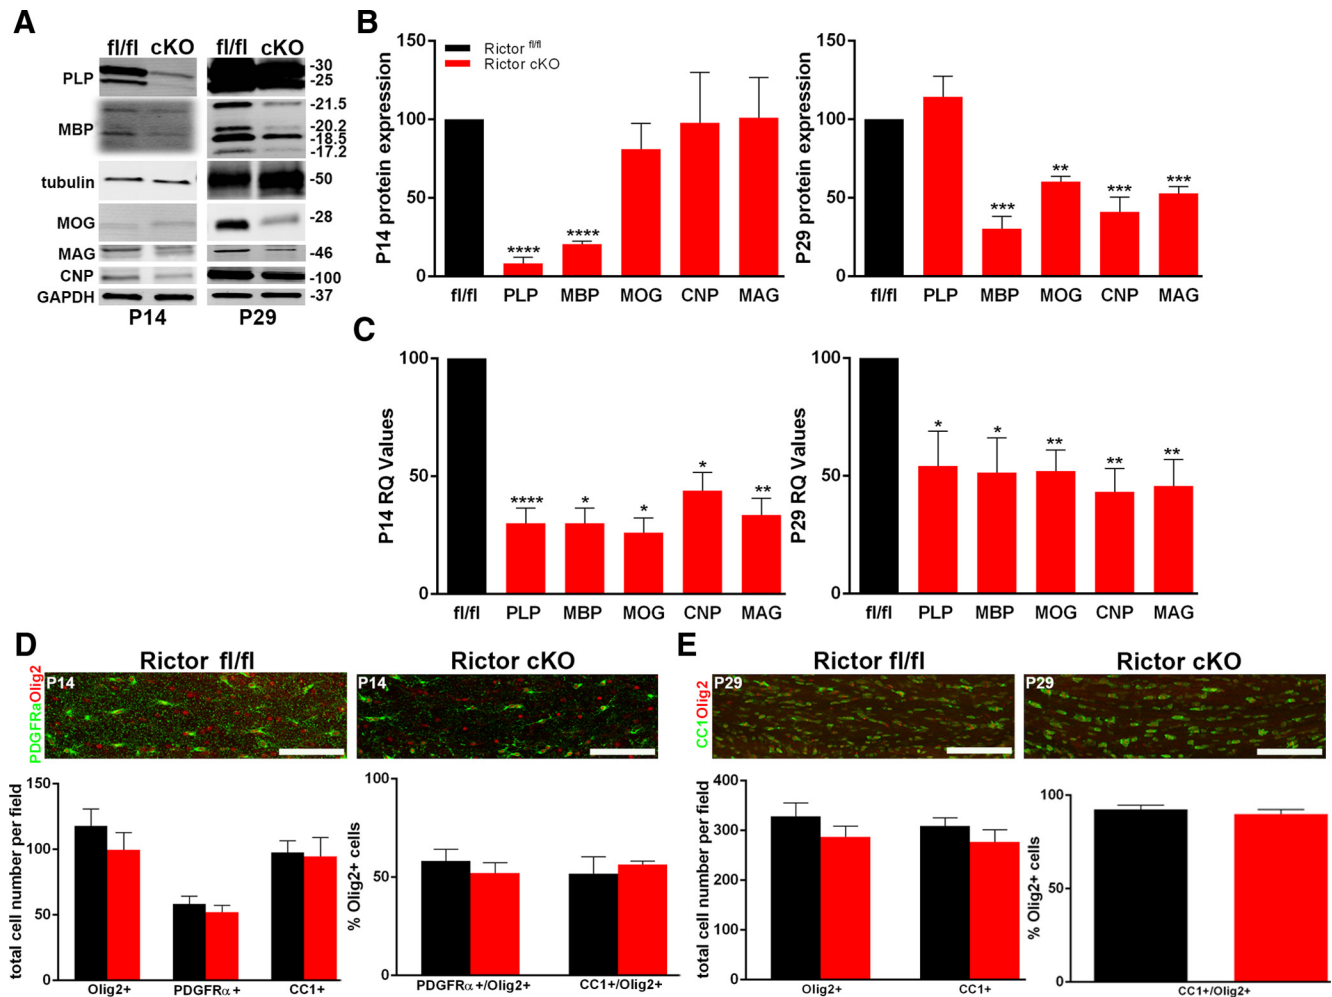 A
fl/fl cKO fl/fl cKO
PLP
-30
-25
MBP
-21.5
-20.2
-18.5
-17.2
tubulin
-50
MOG
-28
MAG
-46
CNP
-100
GAPDH
-37
P14 P29
B
Rictor fl/fl
Rictor cKO
P14 protein expression
150
100
50
0
**** ****
fl/fl PLP MBP MOG CNP MAG
P29 protein expression
150
100
50
0
*** ** *** ***
fl/fl PLP MBP MOG CNP MAG
C
P14 RQ Values
100
50
0
**** * * * **
fl/fl PLP MBP MOG CNP MAG
P29 RQ Values
100
50
0
* * ** ** **
fl/fl PLP MBP MOG CNP MAG
D
Rictor fl/fl Rictor cKO
PDGFRaOlig2
P14 P14
total cell number per field
150
100
50
0
Olig2+ PDGFRα+ CC1+
% Olig2+ cells
100
50
0
PDGFRα+/Olig2+ CC1+/Olig2+
E
Rictor fl/fl Rictor cKO
CC1Olig2
P29 P29
total cell number per field
400
300
200
100
0
Olig2+ CC1+
% Olig2+ cells
100
50
0
CC1+/Olig2+